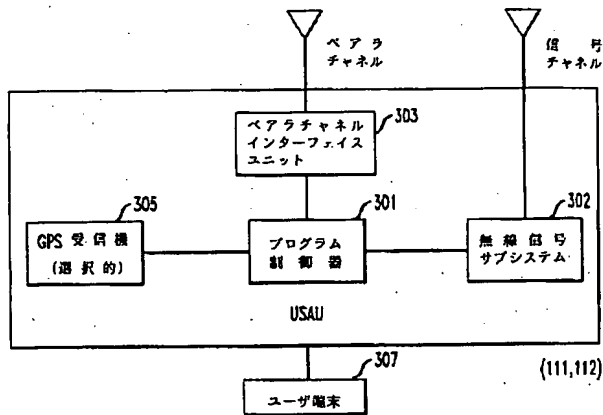 ベアラ
チャネル
信号
チャネル
ベアラチャネル
インターフェイス
ユニット
303
305
301
302
GPS受信機
(選択的)
プログラム
制御器
無線信号
サブシステム
USAU
{111,112}
307
ユーザ端末